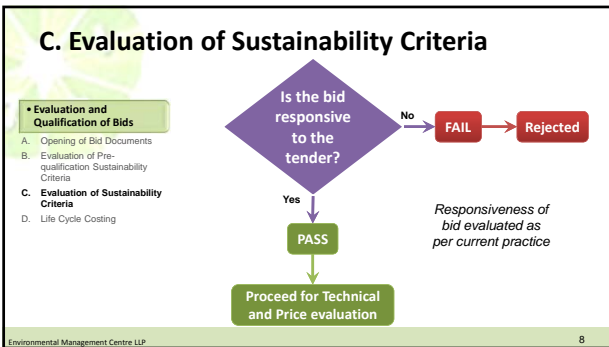 C. Evaluation of Sustainability Criteria
• Evaluation and
Qualification of Bids
A. Opening of Bid Documents
B. Evaluation of Pre-
qualification Sustainability
Criteria
C. Evaluation of Sustainability
Criteria
D. Life Cycle Costing
Is the bid
responsive
to the
tender?
No
FAIL
Rejected
Yes
PASS
Proceed for Technical
and Price evaluation
Responsiveness of
bid evaluated as
per current practice
Environmental Management Centre LLP
8